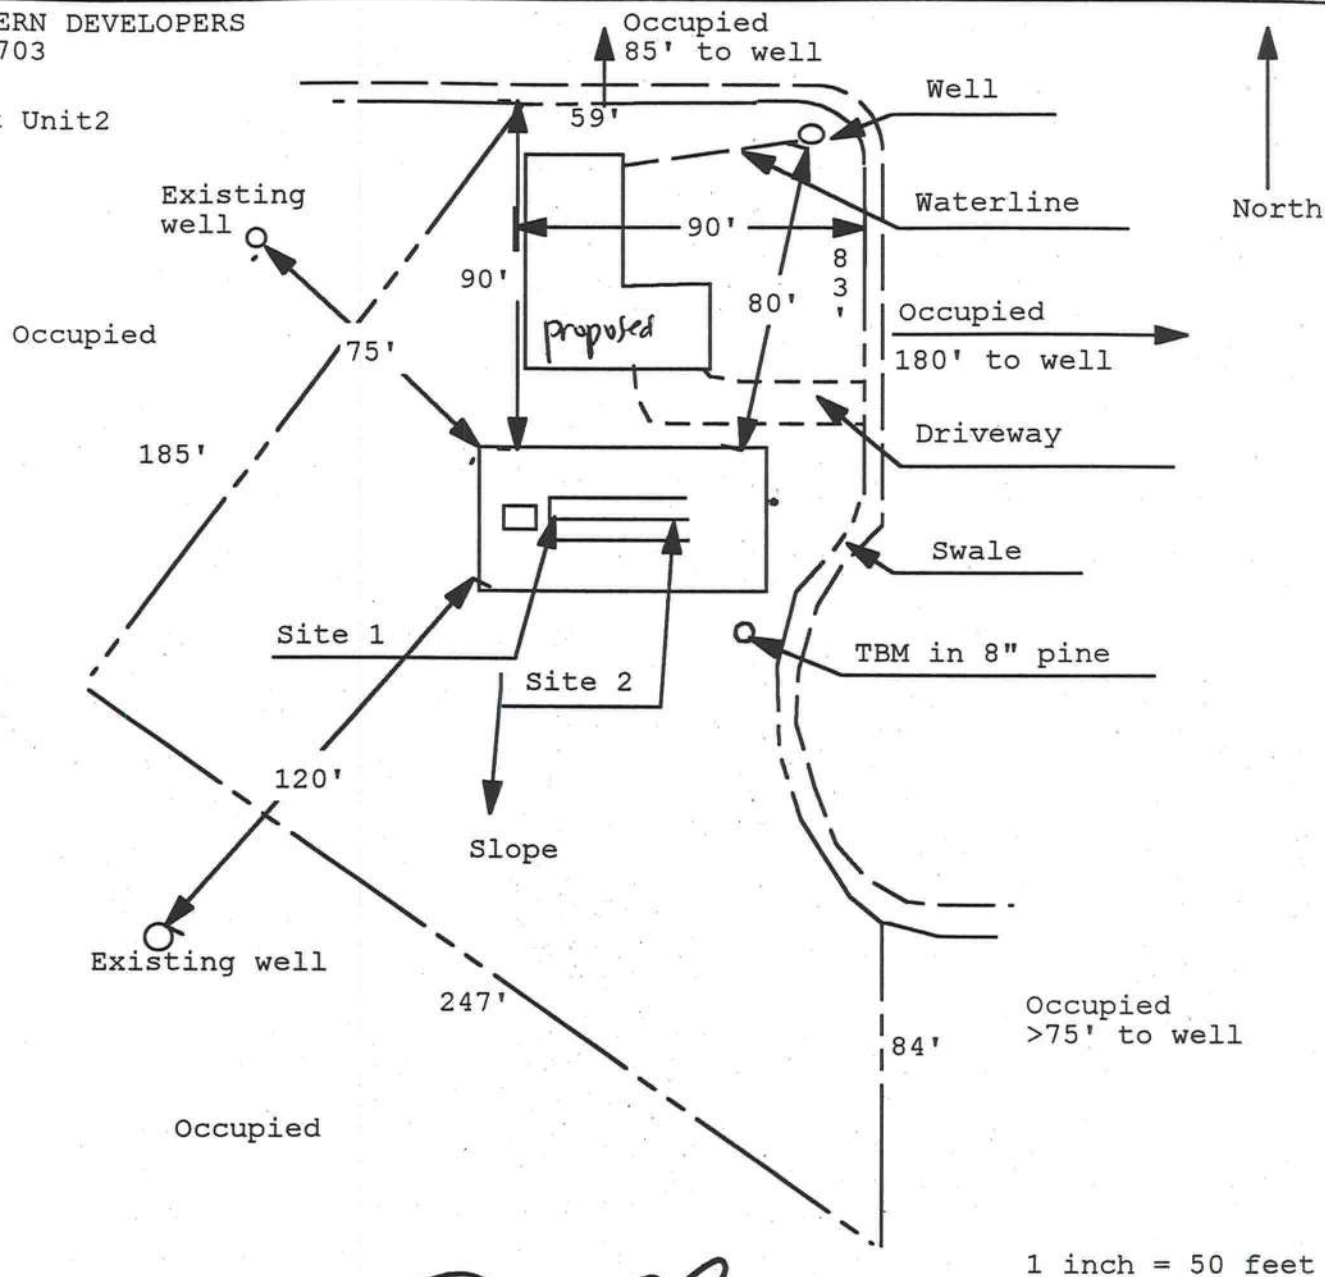 ERN DEVELOPERS
703
Unit2
Occupied
85' to well
59'
Well
Existing
well
Waterline
North
90'
90'
83'
80'
Occupied
75'
Occupied
180' to well
proposed
185'
Driveway
Swale
Site 1
TBM in 8" pine
Site 2
120'
Slope
Existing well
247'
Occupied
>75' to well
84'
Occupied
1 inch = 50 feet